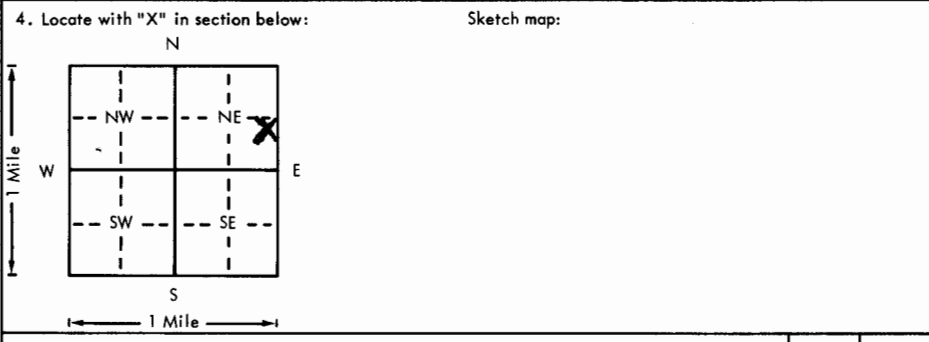 4. Locate with "X" in section below:
Sketch map:
N
NW
NE
X
W
E
1 Mile
SW
SE
S
1 Mile